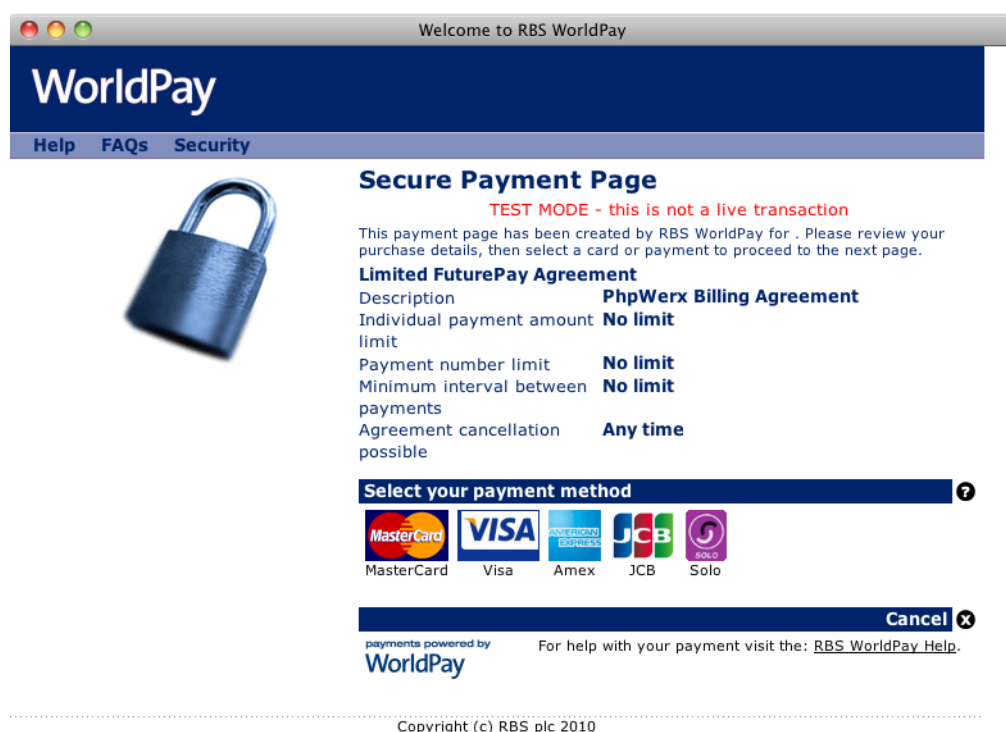 Welcome to RBS WorldPay
WorldPay
Help FAQs Security
Secure Payment Page
TEST MODE - this is not a live transaction
This payment page has been created by RBS WorldPay for . Please review your
purchase details, then select a card or payment to proceed to the next page.
Limited FuturePay Agreement
Description PhpWerx Billing Agreement
Individual payment amount No limit
limit
Payment number limit No limit
Minimum interval between No limit
payments
Agreement cancellation Any time
possible
Select your payment method ?
MasterCard VISA AMERICAN EXPRESS JCB SOLO
MasterCard Visa Amex JCB Solo
Cancel X
payments powered by
WorldPay
For help with your payment visit the: RBS WorldPay Help.
Copyright (c) RBS plc 2010